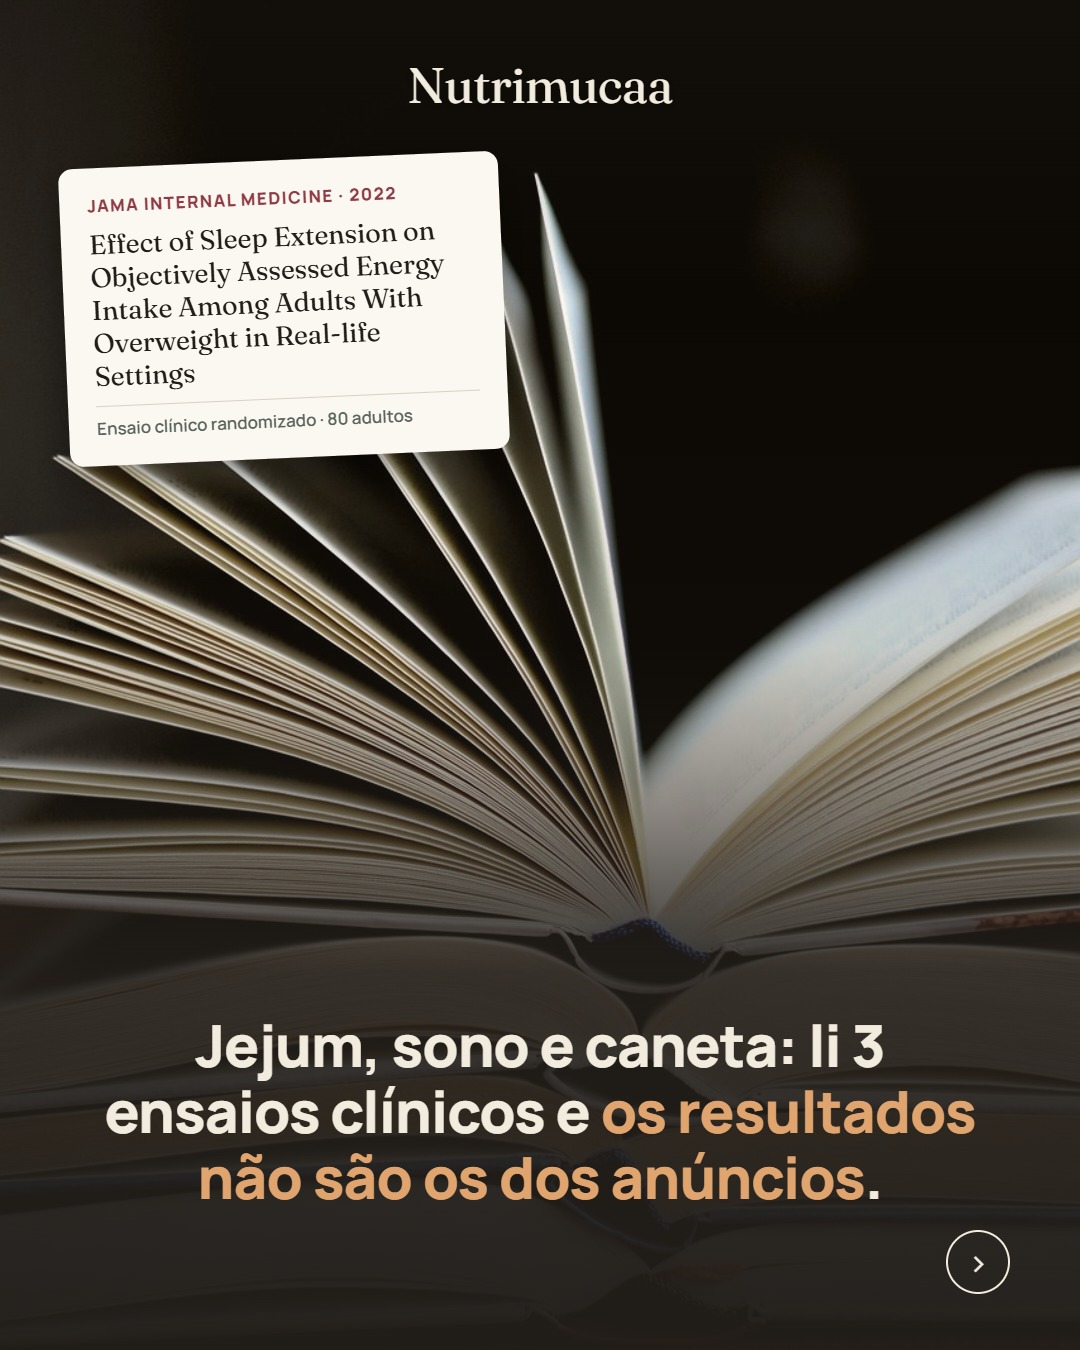 Nutrimucaa
JAMA INTERNAL MEDICINE · 2022
Effect of Sleep Extension on
Objectively Assessed Energy
Intake Among Adults With
Overweight in Real-life
Settings
Ensaio clínico randomizado · 80 adultos
Jejum, sono e caneta: li 3
ensaios clínicos e os resultados
não são os dos anúncios.